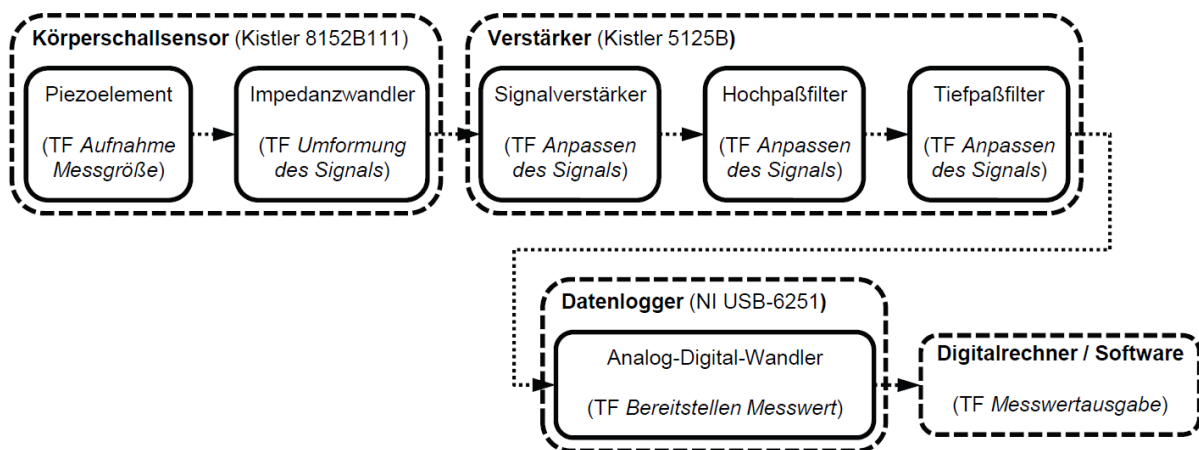 Körperschallsensor (Kistler 8152B111)
Piezoelement
(TF Aufnahme
Messgröße)
Impedanzwandler
(TF Umformung
des Signals)
Verstärker (Kistler 5125B)
Signalverstärker
(TF Anpassen
des Signals)
Hochpaßfilter
(TF Anpassen
des Signals)
Tiefpaßfilter
(TF Anpassen
des Signals)
Datenlogger (NI USB-6251)
Analog-Digital-Wandler
(TF Bereitstellen Messwert)
Digitalrechner / Software
(TF Messwertausgabe)